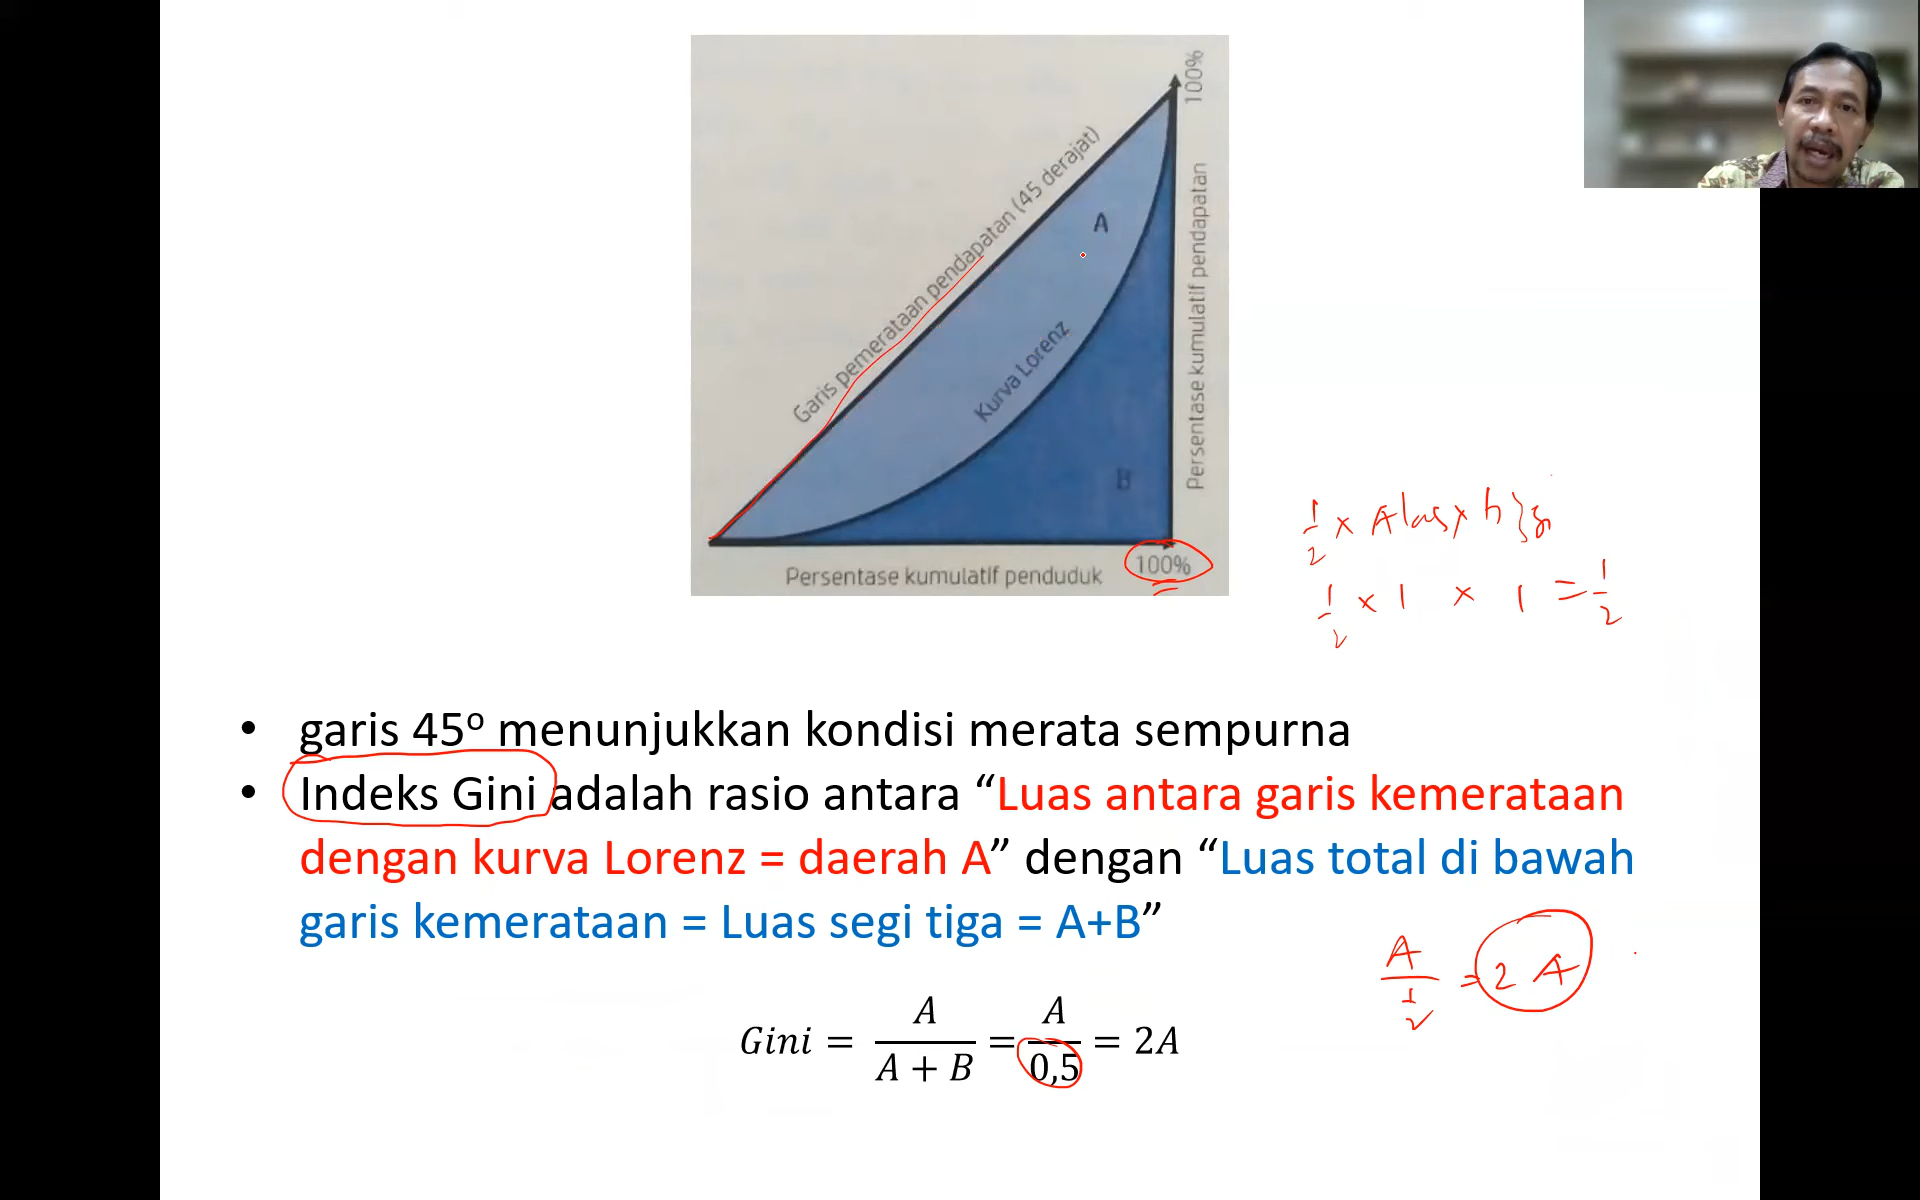 100%
Garis pemerataan pendapatan (45 derajat)
A
Persentase kumulatif pendapatan
Kurva Lorenz
B
Persentase kumulatif penduduk
100%
1/2 x Alas x
1/2 x 1 x 1 = 1/2
• garis 45º menunjukkan kondisi merata sempurna
• Indeks Gini adalah rasio antara “Luas antara garis kemerataan
dengan kurva Lorenz = daerah A” dengan “Luas total di bawah
garis kemerataan = Luas segi tiga = A+B”
A / 1/2 = 2 A
Gini = A / A + B = A / 0,5 = 2A